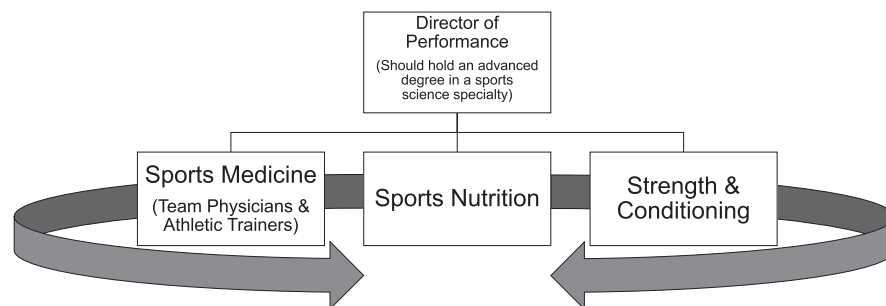 Director of
Performance
(Should hold an advanced
degree in a sports
science specialty)
Sports Medicine
(Team Physicians &
Athletic Trainers)
Sports Nutrition
Strength &
Conditioning